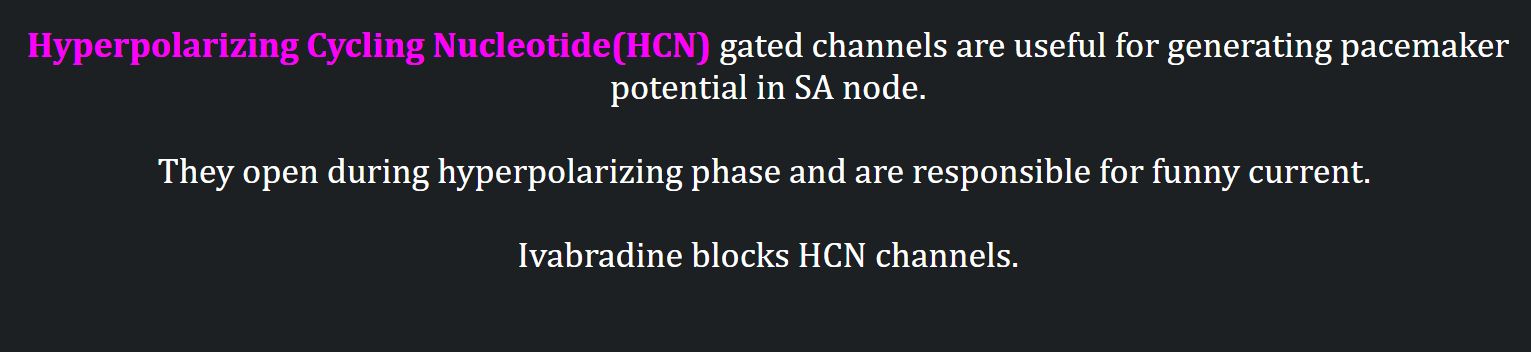 Hyperpolarizing Cycling Nucleotide(HCN) gated channels are useful for generating pacemaker
potential in SA node.
They open during hyperpolarizing phase and are responsible for funny current.
Ivabradine blocks HCN channels.